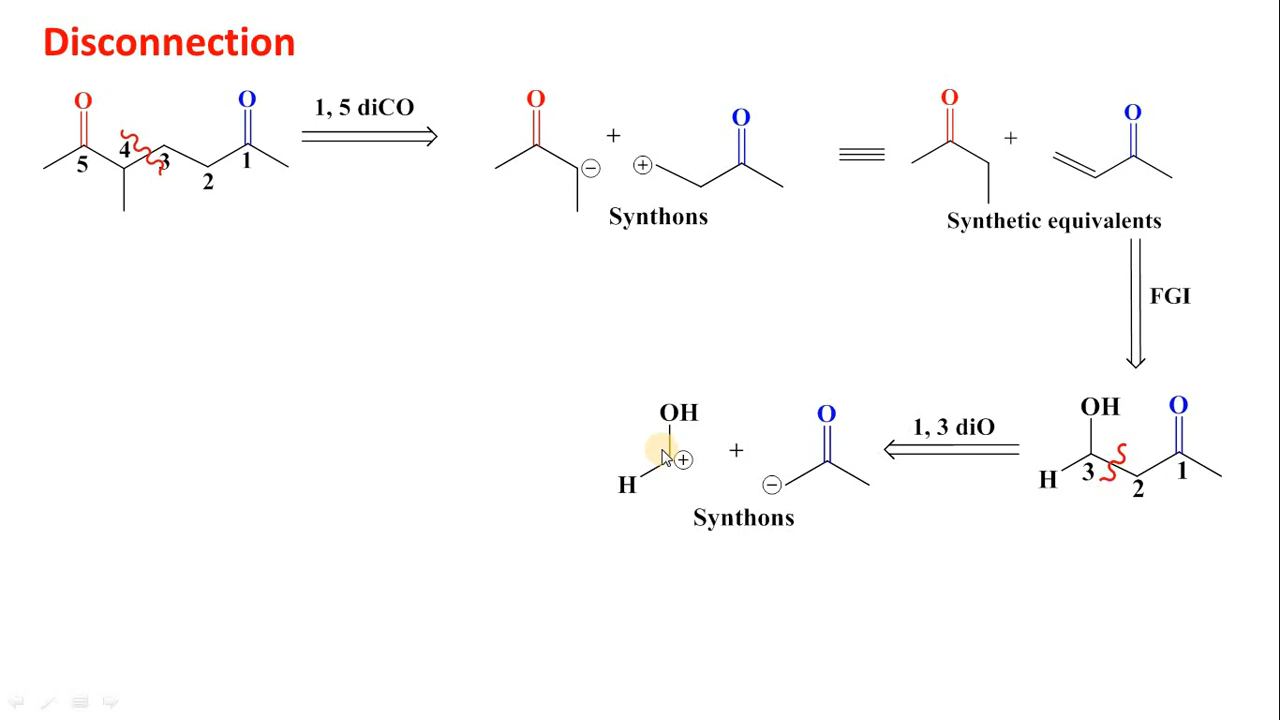 Disconnection
O
O
1, 5 diCO
O
+
O
O
+
O
5
4
3
2
1
⊖
⊕
Synthons
Synthetic equivalents
FGI
OH
+
O
1, 3 diO
OH
O
H
⊕
⊖
H
3
2
1
Synthons